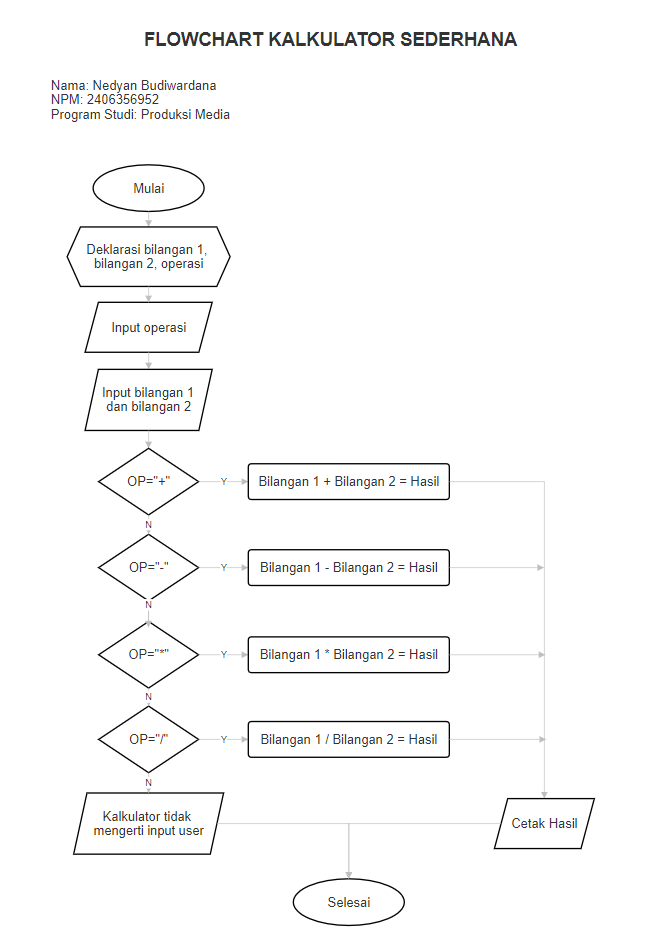 FLOWCHART KALKULATOR SEDERHANA
Nama: Nedyan Budiwardana
NPM: 2406356952
Program Studi: Produksi Media
Mulai
Deklarasi bilangan 1,
bilangan 2, operasi
Input operasi
Input bilangan 1
dan bilangan 2
OP="+"
Y
Bilangan 1 + Bilangan 2 = Hasil
N
OP="-"
Y
Bilangan 1 - Bilangan 2 = Hasil
N
OP="*"
Y
Bilangan 1 * Bilangan 2 = Hasil
N
OP="/"
Y
Bilangan 1 / Bilangan 2 = Hasil
N
Kalkulator tidak
mengerti input user
Cetak Hasil
Selesai